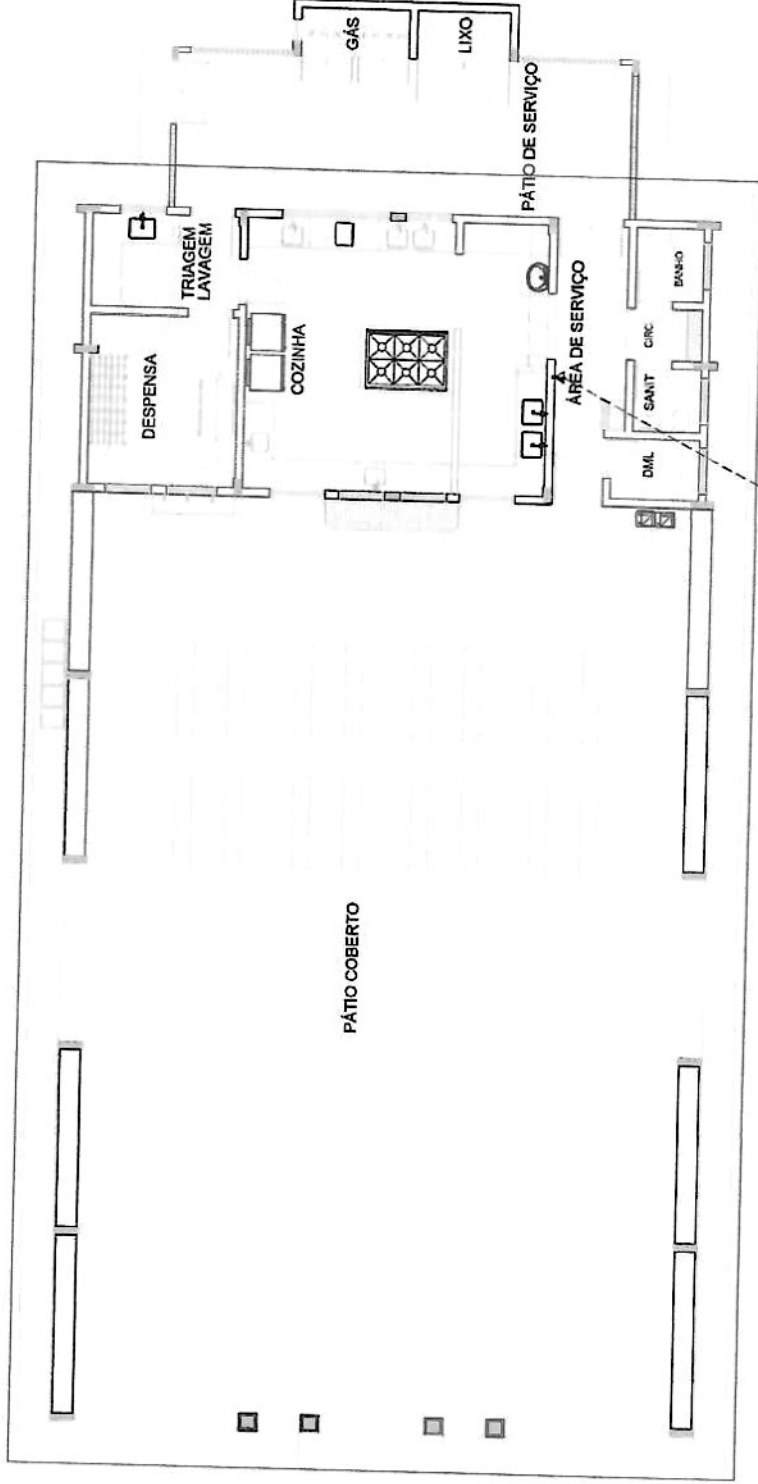 GÁS
LIXO
PÁTIO DE SERVIÇO
TRIAGEM
LAVAGEM
DESPENSA
COZINHA
ÁREA DE SERVIÇO
BANHO
CIRC.
SANIT
DML
PÁTIO COBERTO